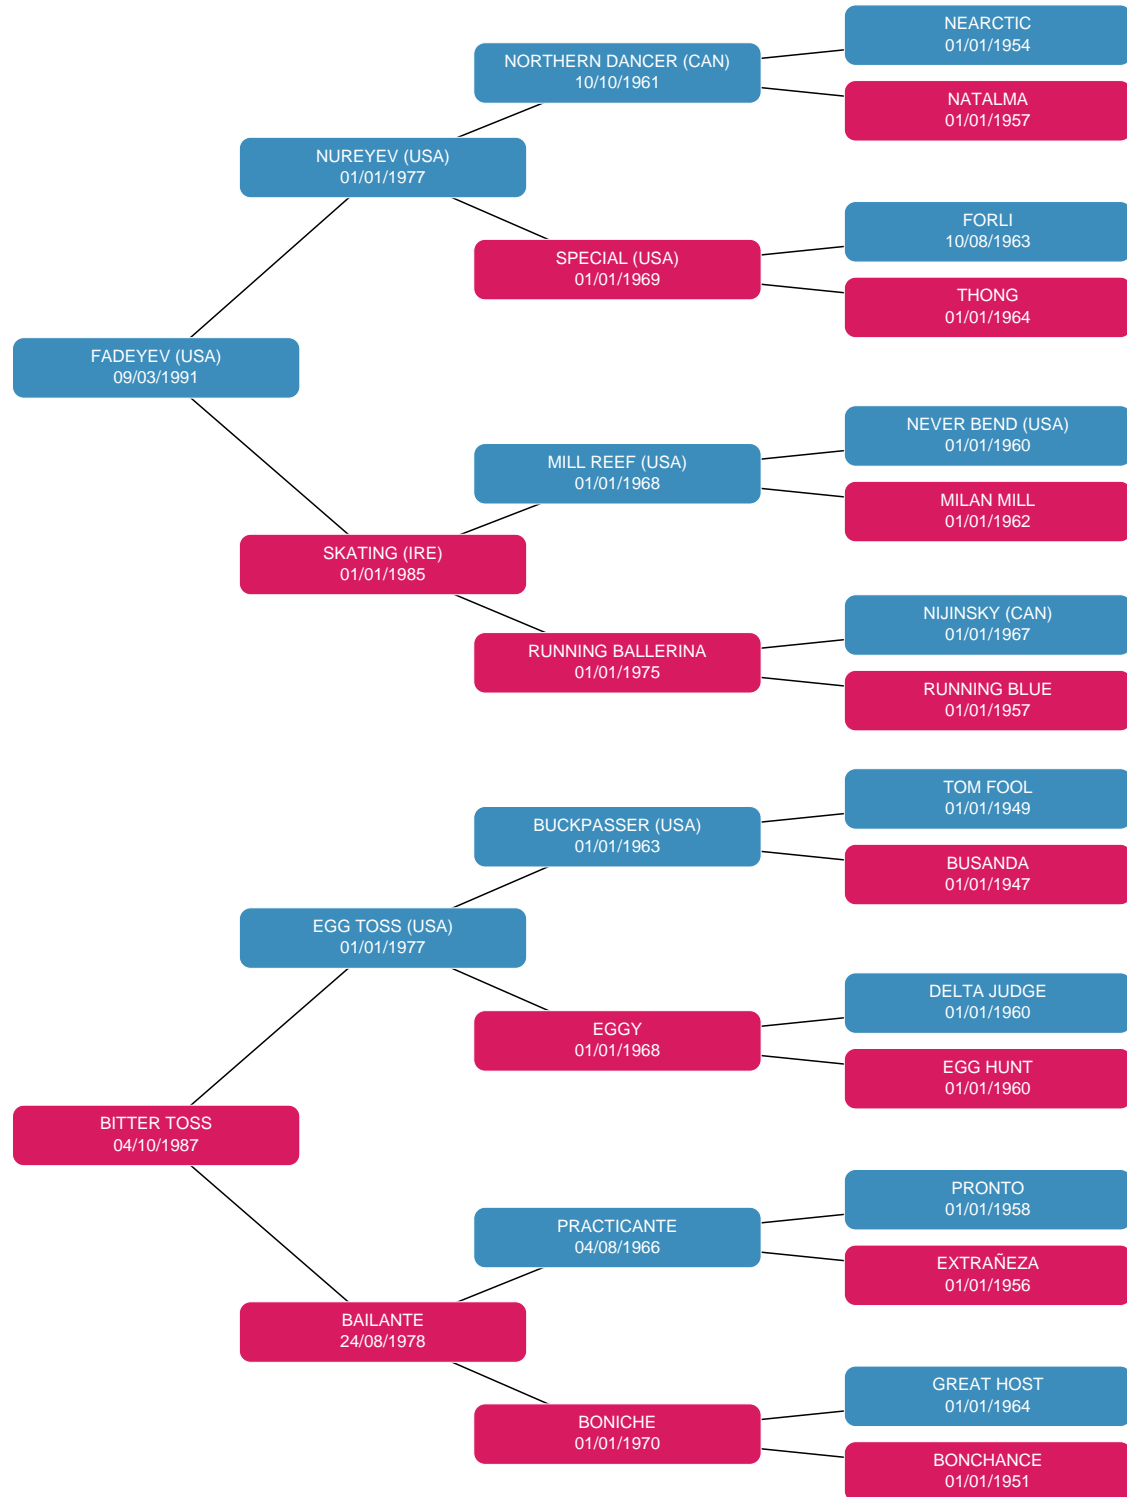 NEARCTIC
01/01/1954
NORTHERN DANCER (CAN)
10/10/1961
NATALMA
01/01/1957
NUREYEV (USA)
01/01/1977
FORLI
10/08/1963
SPECIAL (USA)
01/01/1969
THONG
01/01/1964
FADEYEV (USA)
09/03/1991
NEVER BEND (USA)
01/01/1960
MILL REEF (USA)
01/01/1968
MILAN MILL
01/01/1962
SKATING (IRE)
01/01/1985
NIJINSKY (CAN)
01/01/1967
RUNNING BALLERINA
01/01/1975
RUNNING BLUE
01/01/1957
TOM FOOL
01/01/1949
BUCKPASSER (USA)
01/01/1963
BUSANDA
01/01/1947
EGG TOSS (USA)
01/01/1977
DELTA JUDGE
01/01/1960
EGGY
01/01/1968
EGG HUNT
01/01/1960
BITTER TOSS
04/10/1987
PRONTO
01/01/1958
PRACTICANTE
04/08/1966
EXTRAÑEZA
01/01/1956
BAILANTE
24/08/1978
GREAT HOST
01/01/1964
BONICHE
01/01/1970
BONCHANCE
01/01/1951